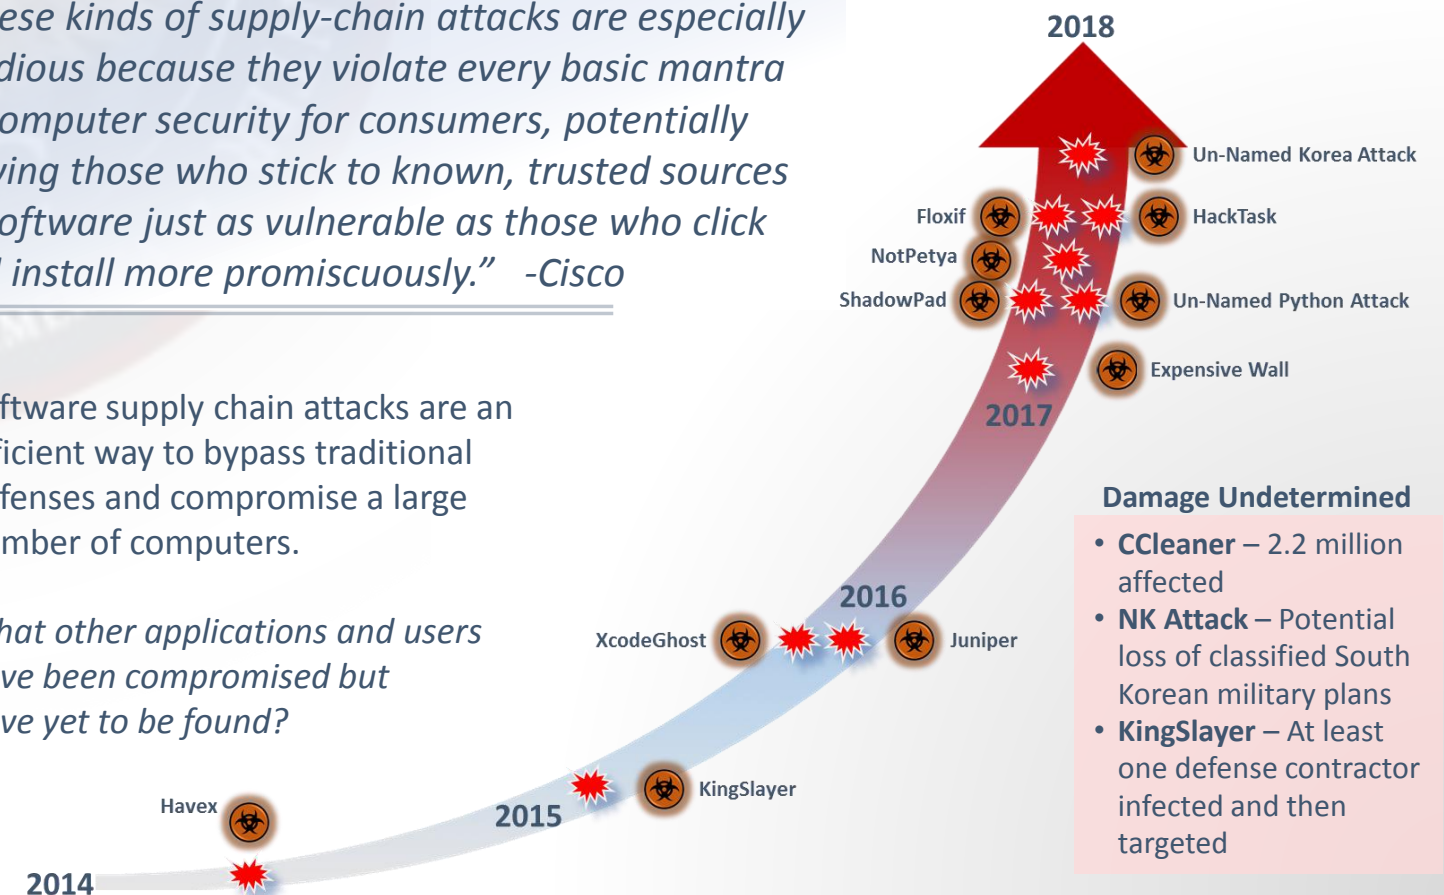 ese kinds of supply-chain attacks are especially
dious because they violate every basic mantra
omputer security for consumers, potentially
ving those who stick to known, trusted sources
oftware just as vulnerable as those who click
install more promiscuously.” -Cisco
ftware supply chain attacks are an
ficient way to bypass traditional
fenses and compromise a large
mber of computers.
hat other applications and users
ve been compromised but
ve yet to be found?
2018
Un-Named Korea Attack
Floxif
HackTask
NotPetya
ShadowPad
Un-Named Python Attack
Expensive Wall
2017
2016
XcodeGhost
Juniper
KingSlayer
2015
Havex
2014
Damage Undetermined
• CCleaner – 2.2 million
affected
• NK Attack – Potential
loss of classified South
Korean military plans
• KingSlayer – At least
one defense contractor
infected and then
targeted